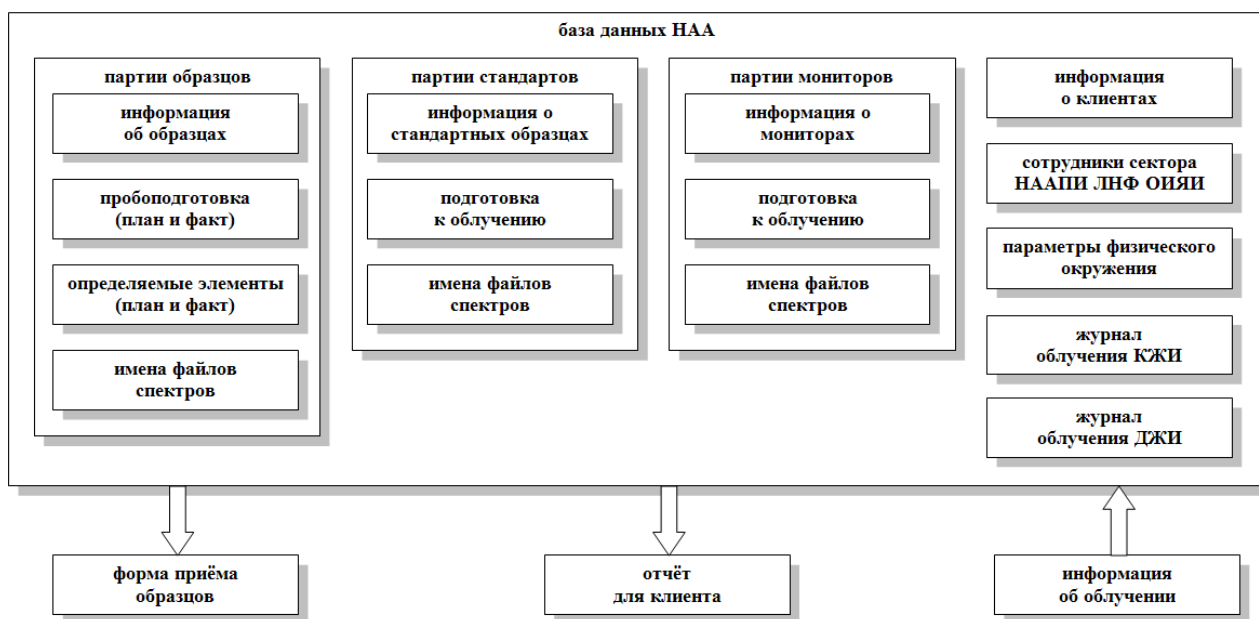 база данных НАА
партии образцов
информация
об образцах
пробоподготовка
(план и факт)
определяемые элементы
(план и факт)
имена файлов
спектров
партии стандартов
информация о
стандартных образцах
подготовка
к облучению
имена файлов
спектров
партии мониторов
информация о
мониторах
подготовка
к облучению
имена файлов
спектров
информация
о клиентах
сотрудники сектора
НААПИ ЛНФ ОИЯИ
параметры физического
окружения
журнал
облучения КЖИ
журнал
облучения ДЖИ
форма приёма
образцов
отчёт
для клиента
информация
об облучении